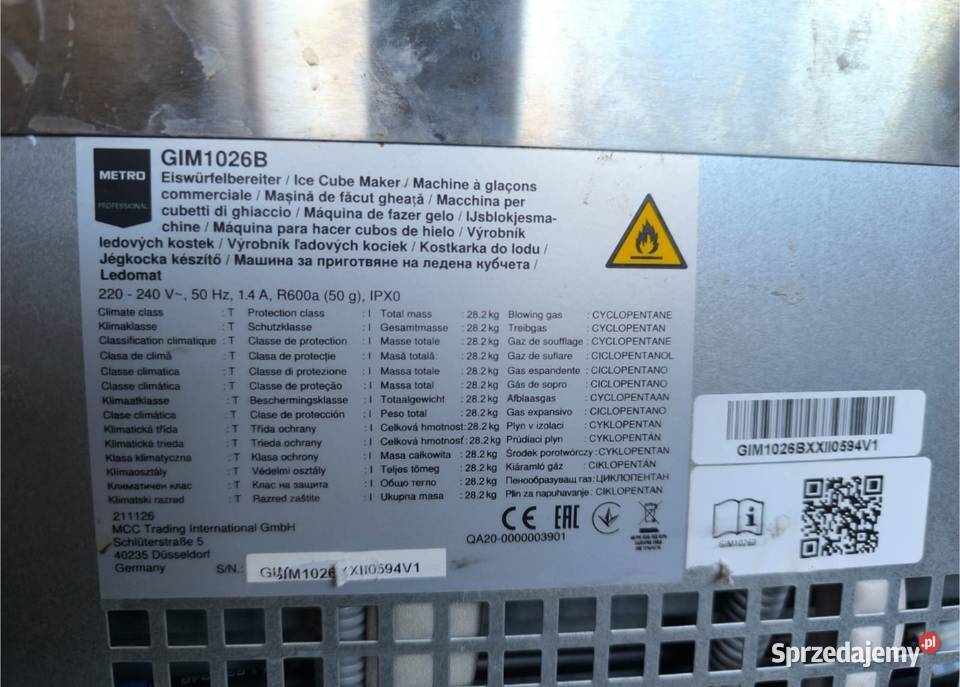 METRO
PROFESSIONAL
GIM1026B
Eiswürfelbereiter / Ice Cube Maker / Machine à glaçons
commerciale / Mașină de făcut gheață / Macchina per
cubetti di ghiaccio / Máquina de fazer gelo / IJsblokjesma-
chine / Máquina para hacer cubos de hielo / Výrobník
ledových kostek / Výrobník ľadových kociek / Kostkarka do lodu /
Jégkocka készítő / Машина за приготвяне на ледена кубчета /
Ledomat
220 - 240 V~, 50 Hz, 1.4 A, R600a (50 g), IPX0
Climate class : T Protection class : I Total mass : 28.2 kg Blowing gas : CYCLOPENTANE
Klimaklasse : T Schutzklasse : I Gesamtmasse : 28.2 kg Treibgas : CYCLOPENTAN
Classification climatique : T Classe de protection : I Masse totale : 28.2 kg Gaz de soufflage : CYCLOPENTANE
Clasa de climă : T Clasa de protecție : I Masă totală: : 28.2 kg Gaz de suflare : CICLOPENTANOL
Classe climatica : T Classe di protezione : I Massa totale : 28.2 kg Gas espandente : CICLOPENTANO
Classe climática : T Classe de proteção : I Massa total : 28.2 kg Gás de sopro : CICLOPENTANO
Klimaatklasse : T Beschermingsklasse : I Totaalgewicht : 28.2 kg Afblaasgas : CYCLOPENTAAN
Clase climática : T Clase de protección : I Peso total : 28.2 kg Gas expansivo : CICLOPENTANO
Klimatická třída : T Třída ochrany : I Celková hmotnost : 28.2 kg Plyn v izolaci : CYKLOPENTAN
Klimatická trieda : T Trieda ochrany : I Celková hmotnosť : 28.2 kg Prúdiaci plyn : CYKLOPENTÁN
Klasa klimatyczna : T Klasa ochrony : I Masa całkowita : 28.2 kg Środek porotwórczy : CYKLOPENTAN
Klímaosztály : T Védelmi osztály : I Teljes tömeg : 28.2 kg Kiáramló gáz : CIKLOPENTÁN
Климатичен клас : T Клас на защита : I Общо тегло : 28.2 kg Пенообразуващ газ : ЦИКЛОПЕНТАН
Klimatski razred : T Razred zaštite : I Ukupna masa : 28.2 kg Plin za napuhavanje : CIKLOPENTAN
211126
MCC Trading International GmbH
Schlüterstraße 5
40235 Düsseldorf
Germany
S/N.:
GIM1026BXXII0594V1
CE EAC
QA20-0000003901
GIM1026BXXII0594V1
GIM1026B
Sprzedajemy.pl